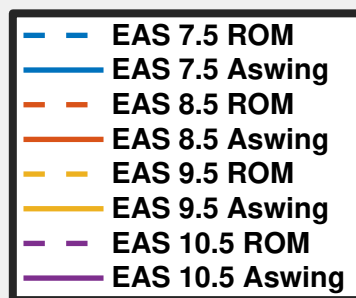 EAS 7.5 ROM
EAS 7.5 Aswing
EAS 8.5 ROM
EAS 8.5 Aswing
EAS 9.5 ROM
EAS 9.5 Aswing
EAS 10.5 ROM
EAS 10.5 Aswing